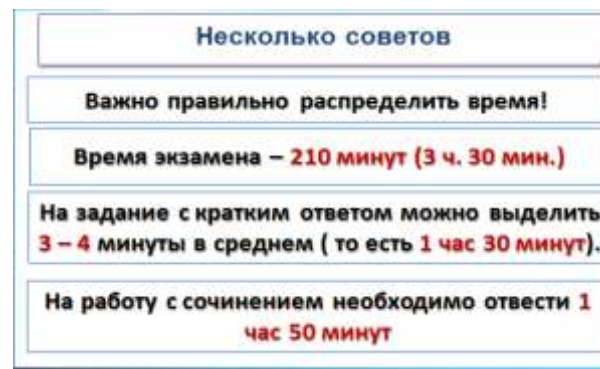 Несколько советов
Важно правильно распределить время!
Время экзамена – 210 минут (3 ч. 30 мин.)
На задание с кратким ответом можно выделить
3 – 4 минуты в среднем ( то есть 1 час 30 минут).
На работу с сочинением необходимо отвести 1
час 50 минут